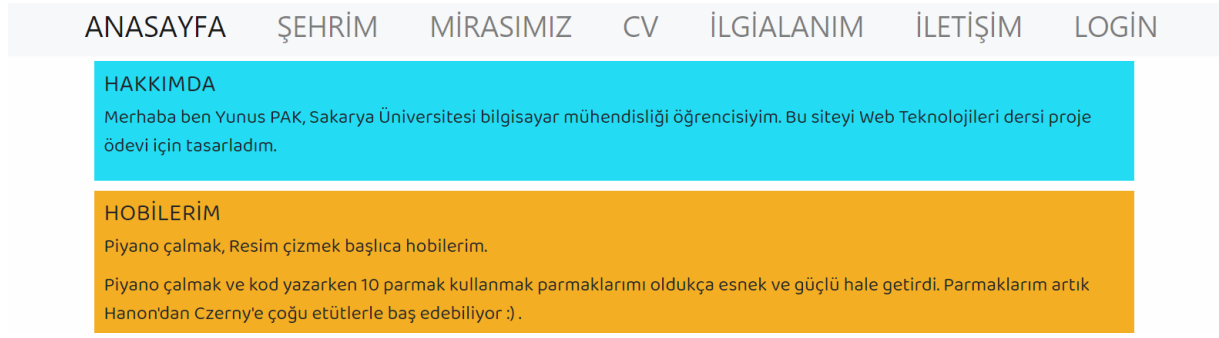 ANASAYFA ŞEHRİM MİRASIMIZ CV İLGİALANIM İLETİŞİM LOGİN
HAKKIMDA
Merhaba ben Yunus PAK, Sakarya Üniversitesi bilgisayar mühendisliği öğrencisiyim. Bu siteyi Web Teknolojileri dersi proje
ödevi için tasarladım.
HOBİLERİM
Piyano çalmak, Resim çizmek başlıca hobilerim.
Piyano çalmak ve kod yazarken 10 parmak kullanmak parmaklarımı oldukça esnek ve güçlü hale getirdi. Parmaklarım artık
Hanon'dan Czerny'e çoğu etütlerle baş edebiliyor :) .